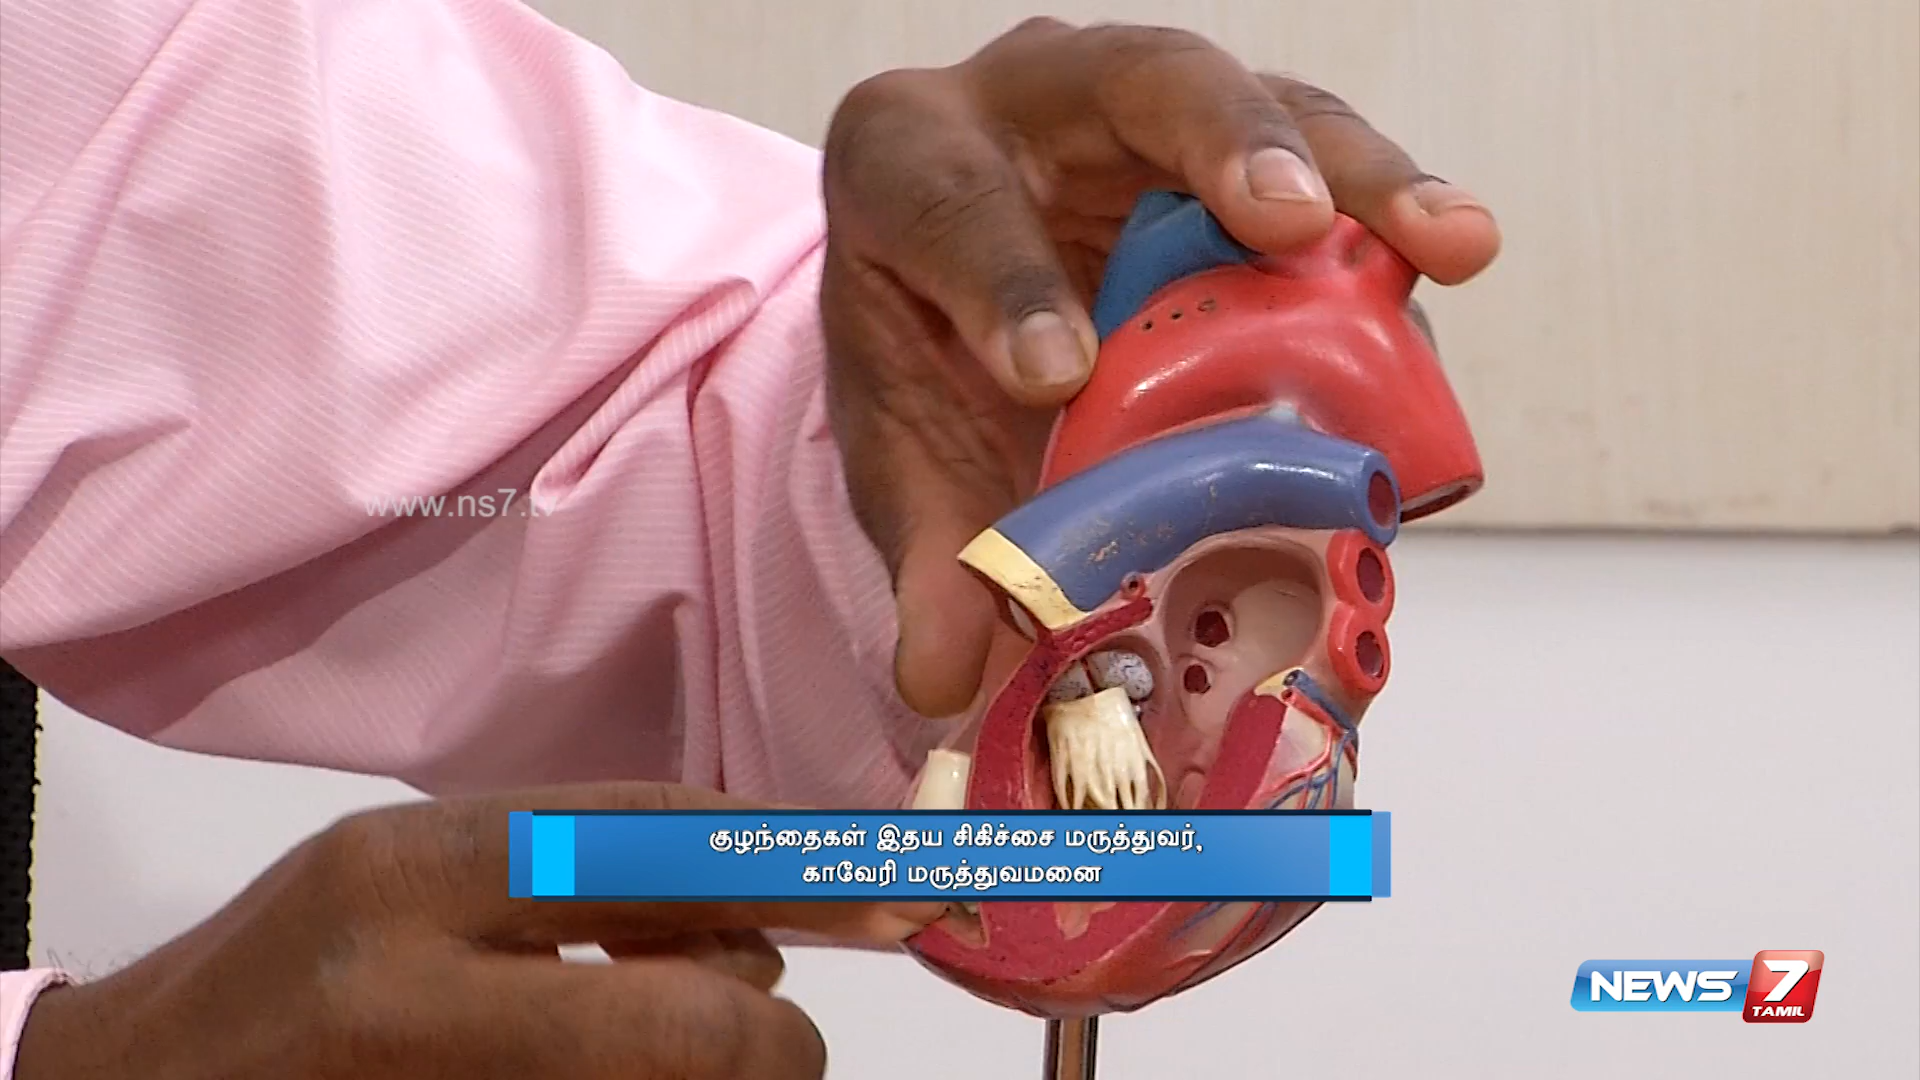 www.ns7.tv
குழந்தைகள் இதய சிகிச்சை மருத்துவர்,
காவேரி மருத்துவமனை
NEWS 7
TAMIL